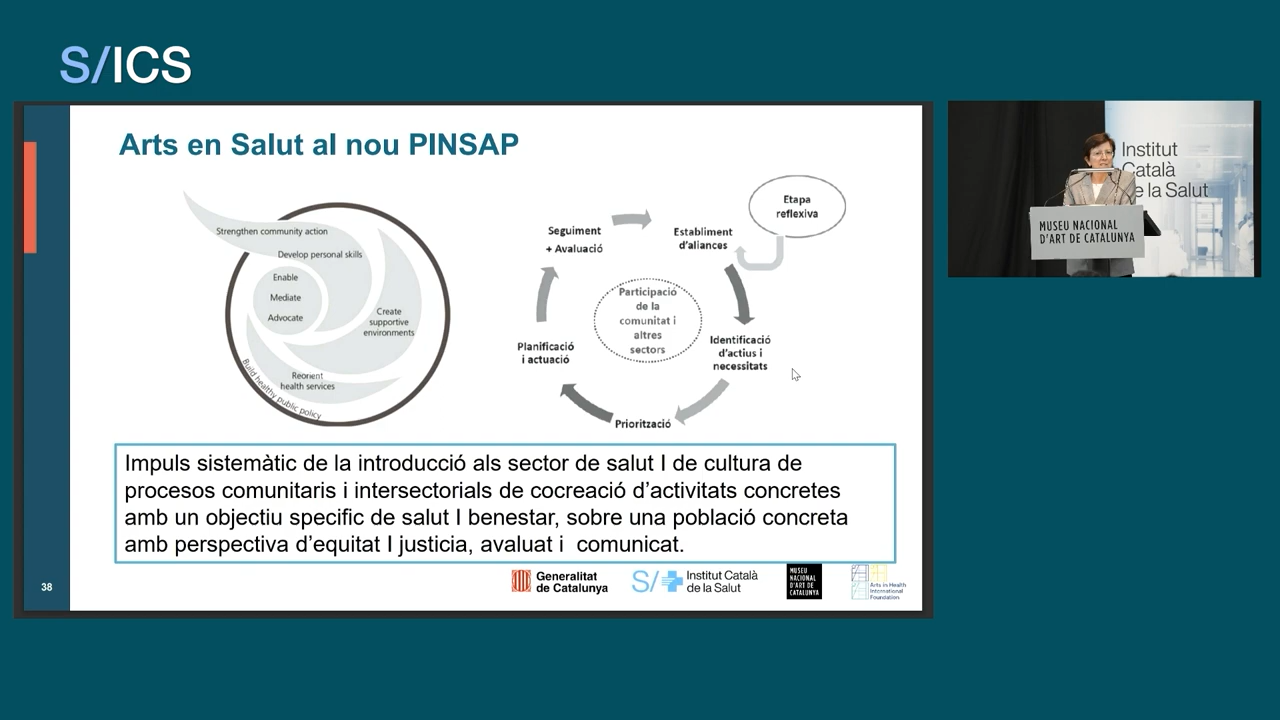 S/ICS
Arts en Salut al nou PINSAP
Strengthen community action
Develop personal skills
Enable
Mediate
Advocate
Create
supportive
environments
Reorient
health services
Build healthy public policy
Etapa
reflexiva
Seguiment
+ Avaluació
Establiment
d'aliances
Participació
de la
comunitat i
altres
sectors
Identificació
d'actius i
necessitats
Planificació
i actuació
Priorització
Impuls sistemàtic de la introducció als sector de salut I de cultura de
procesos comunitaris i intersectorials de cocreació d'activitats concretes
amb un objectiu specific de salut I benestar, sobre una població concreta
amb perspectiva d'equitat I justicia, avaluat i comunicat.
38
Generalitat
de Catalunya
S/
Institut Català
de la Salut
MUSEU
NACIONAL
D'ART DE
CATALUNYA
Arts in Health
International
Foundation
Institut
Català
de la Salut
MUSEU NACIONAL
D'ART DE CATALUNYA